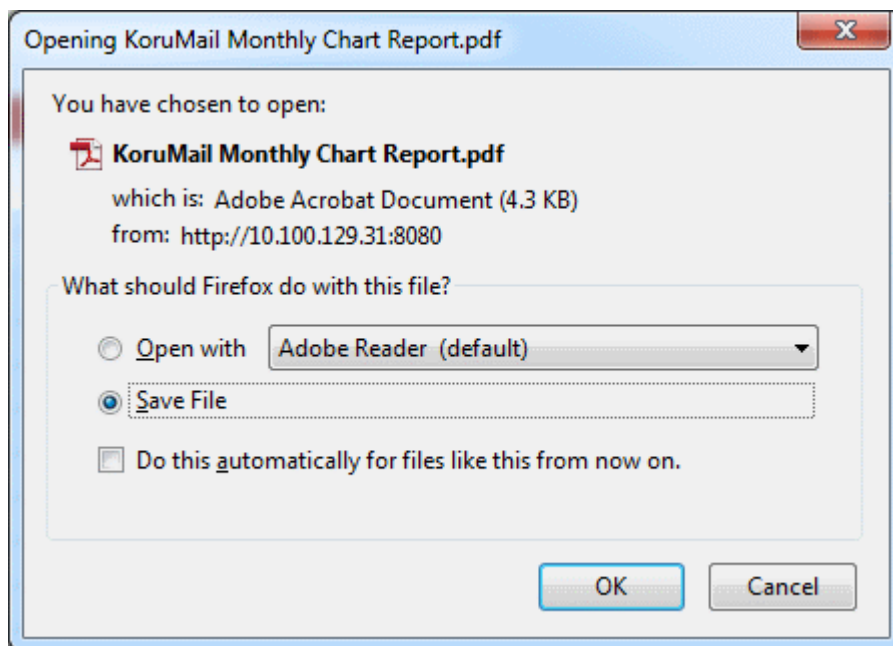 Opening KoruMail Monthly Chart Report.pdf
You have chosen to open:
KoruMail Monthly Chart Report.pdf
which is: Adobe Acrobat Document (4.3 KB)
from: http://10.100.129.31:8080
What should Firefox do with this file?
Open with Adobe Reader (default)
Save File
Do this automatically for files like this from now on.
OK Cancel